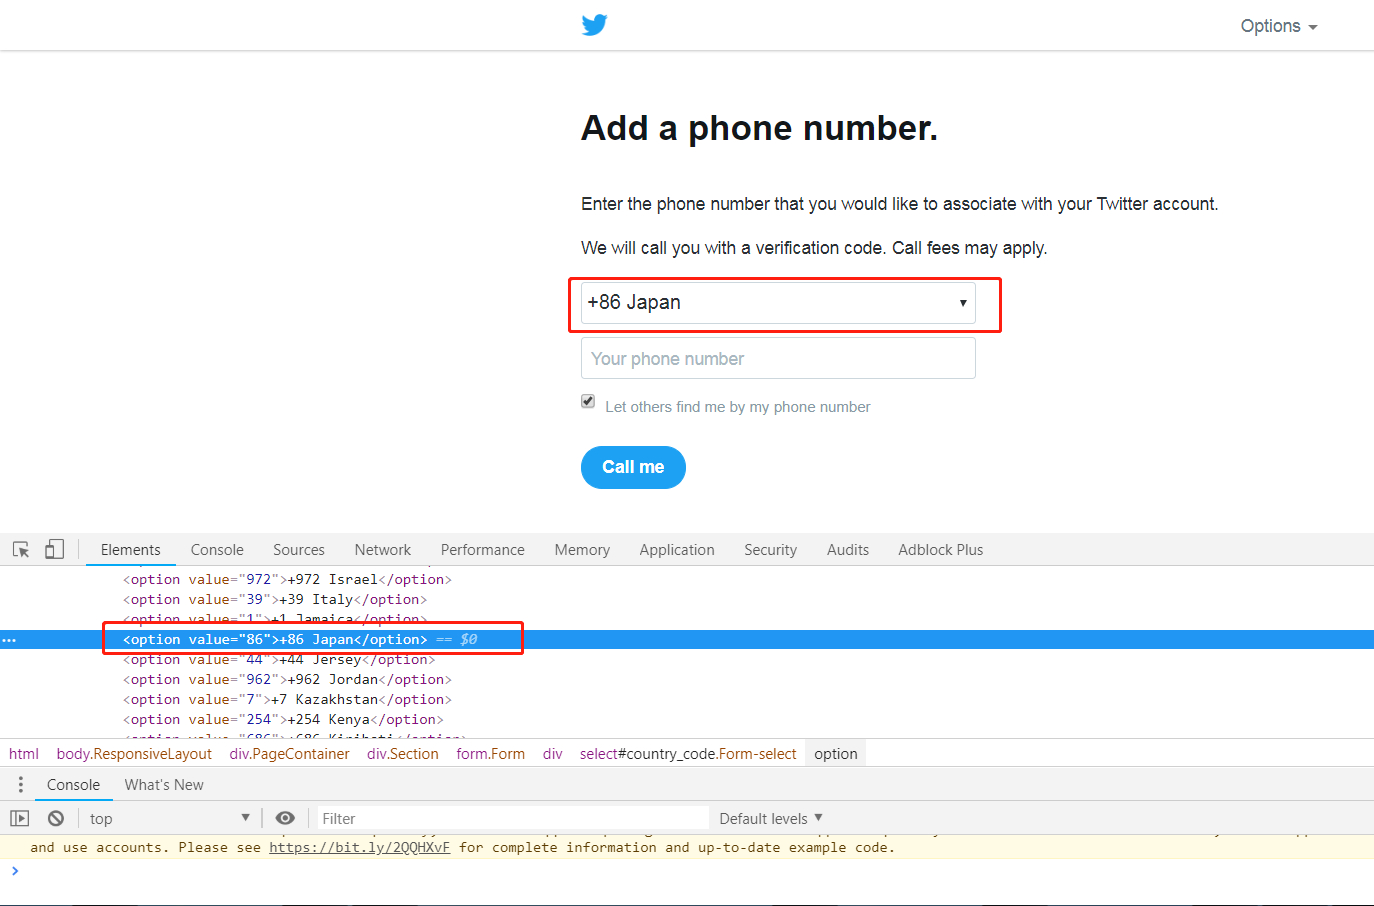 Options
Add a phone number.
Enter the phone number that you would like to associate with your Twitter account.
We will call you with a verification code. Call fees may apply.
+86 Japan
Your phone number
Let others find me by my phone number
Call me
Elements Console Sources Network Performance Memory Application Security Audits Adblock Plus
<option value="972">+972 Israel</option>
<option value="39">+39 Italy</option>
<option value="1">+1 Jamaica</option>
... <option value="86">+86 Japan</option> == $0
<option value="44">+44 Jersey</option>
<option value="962">+962 Jordan</option>
<option value="7">+7 Kazakhstan</option>
<option value="254">+254 Kenya</option>
<option value="686">+686 Kiribati</option>
html body.ResponsiveLayout div.PageContainer div.Section form.Form div select#country_code.Form-select option
Console What's New
top Filter Default levels
and use accounts. Please see https://bit.ly/2QQHXvF for complete information and up-to-date example code.